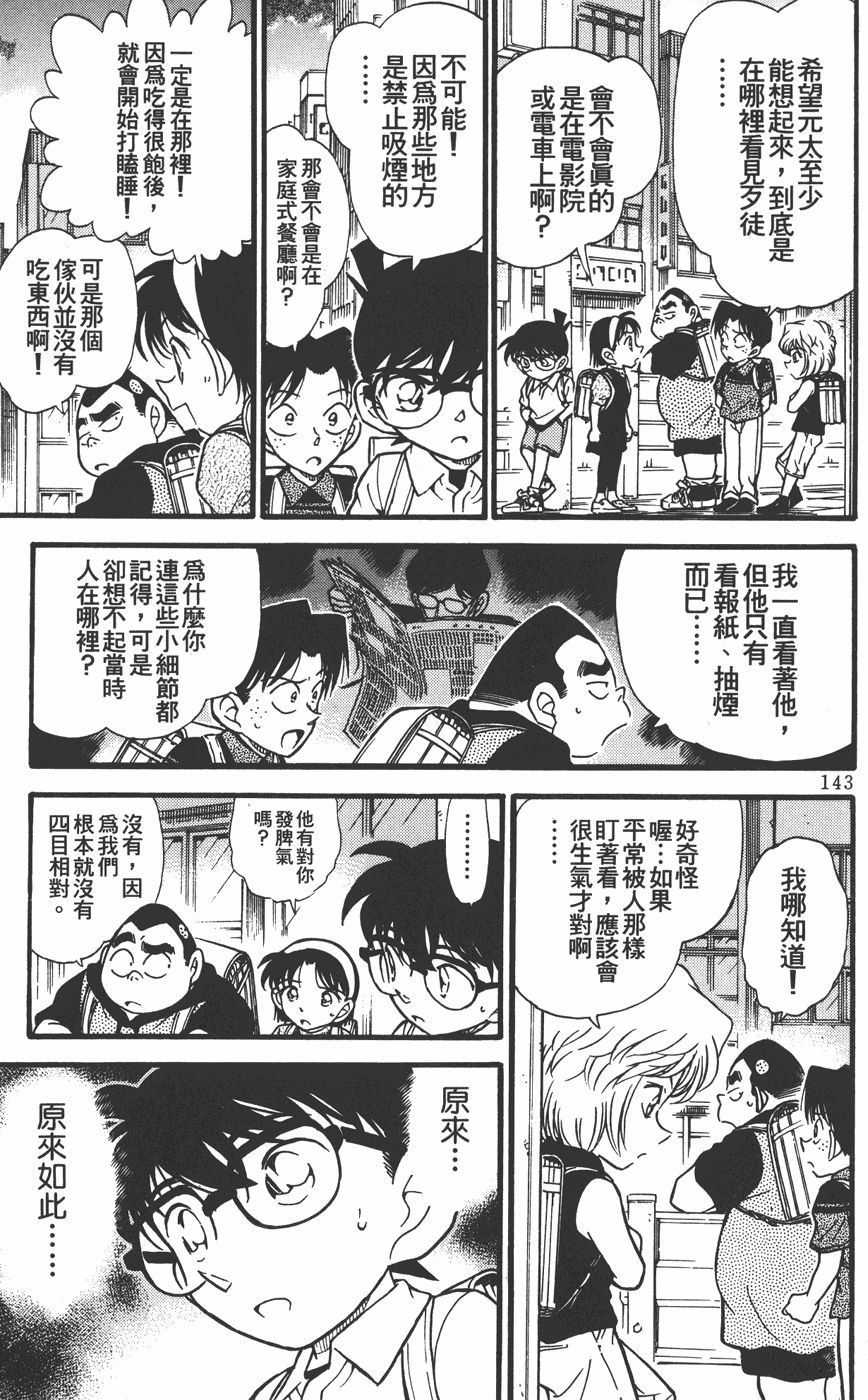 希望元太至少
能想起來，到底是
在哪裡看見歹徒
……
會不會真的
是在電影院
或電車上啊？
不可能！
因為那些地方
是禁止吸煙的
那會不會是在
家庭式餐廳啊？
一定是在那裡！
因為吃得很飽後，
就會開始打瞌睡！
可是那個
傢伙並沒有
吃東西啊！
我一直看著他，
但他只有
看報紙、抽煙
而已……
為什麼你
連這些小細節都
記得，可是
卻想不起當時
人在哪裡？
143
我哪知道！
好奇怪
喔…如果
平常被人那樣
盯著看，應該會
很生氣才對啊
……
……
他有對你
發脾氣
嗎？
沒有，因
為我們
根本就沒有
四目相對。
原來…
原來如此……